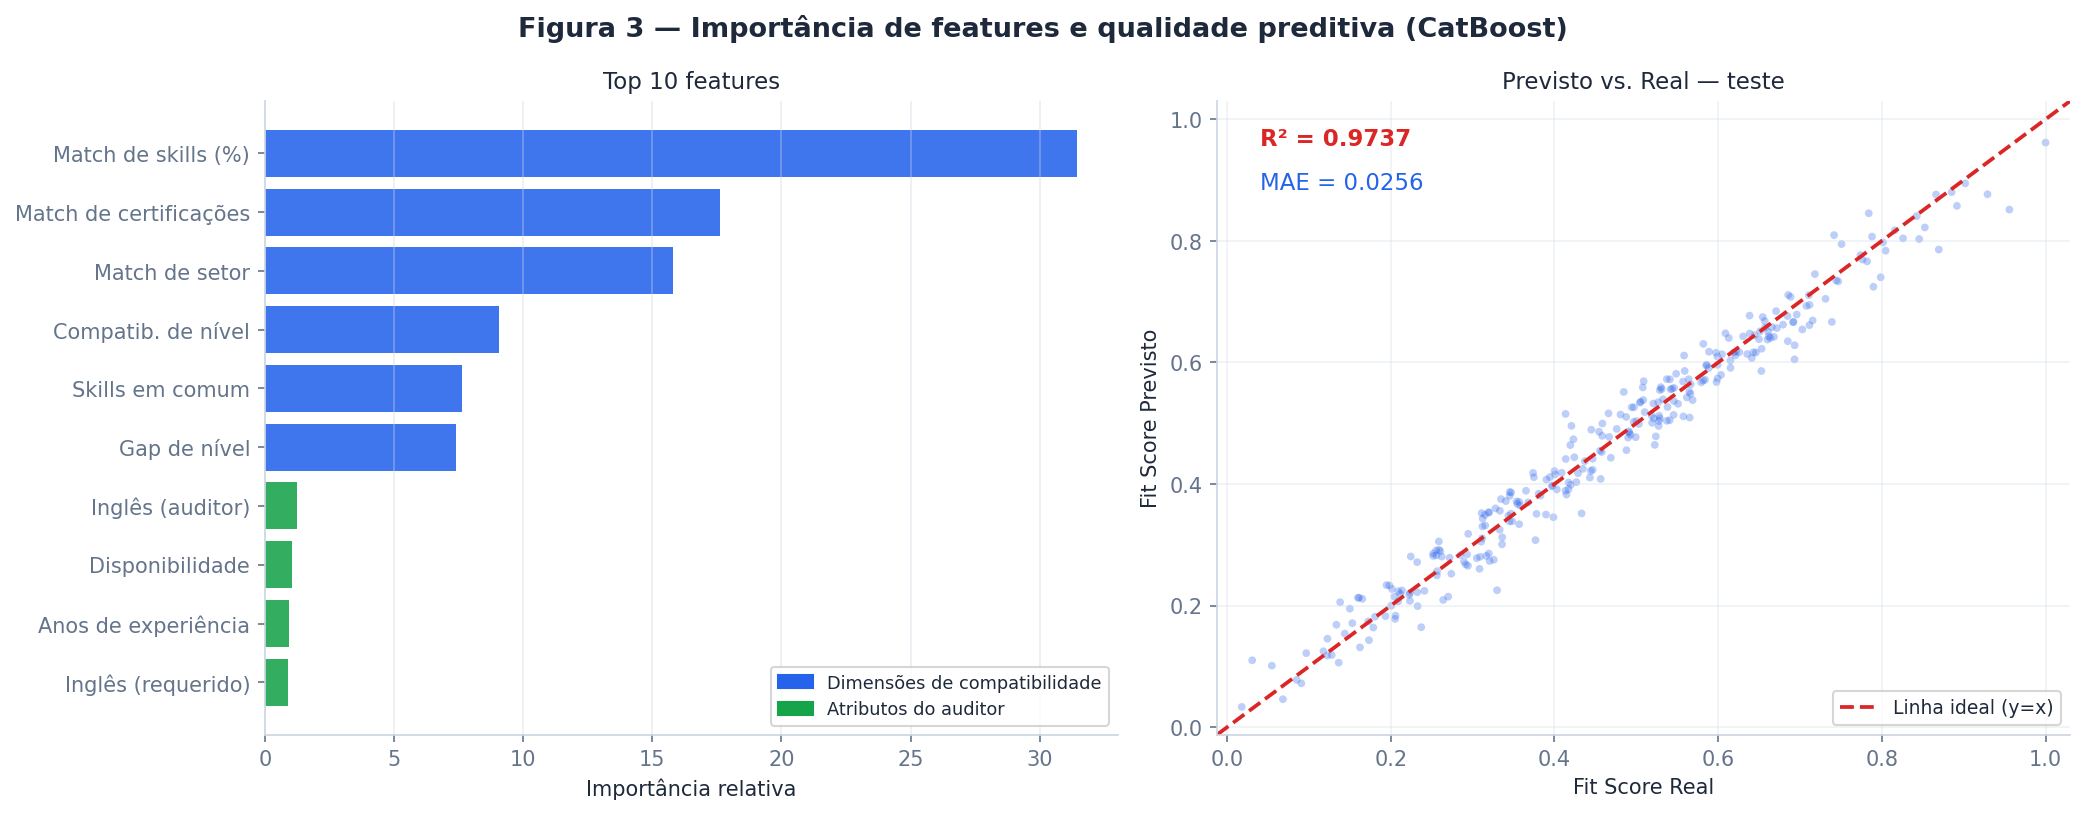 Figura 3 — Importância de features e qualidade preditiva (CatBoost)
Top 10 features
Match de skills (%)
Match de certificações
Match de setor
Compatib. de nível
Skills em comum
Gap de nível
Inglês (auditor)
Disponibilidade
Anos de experiência
Inglês (requerido)
0 5 10 15 20 25 30
Importância relativa
Dimensões de compatibilidade
Atributos do auditor
Previsto vs. Real — teste
R² = 0.9737
MAE = 0.0256
Fit Score Previsto
1.0
0.8
0.6
0.4
0.2
0.0
Linha ideal (y=x)
0.0 0.2 0.4 0.6 0.8 1.0
Fit Score Real